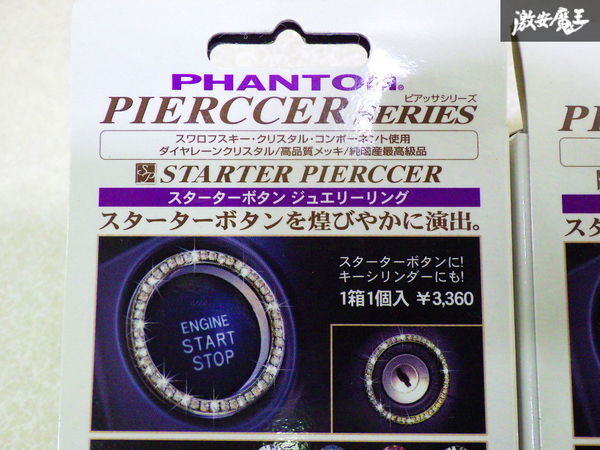 激安魔王
PHANTOM®
PIERCCER SERIES
ピアッサシリーズ
スワロフスキー・クリスタル・コンポーネント使用
ダイヤレーンクリスタル/高品質メッキ/純国産最高級品
STARTER PIERCCER
スターターボタン ジュエリーリング
スターターボタンを煌びやかに演出。
スターターボタンに!
キーシリンダーにも!
1箱1個入 ¥3,360
ENGINE
START
STOP
PI
スタ